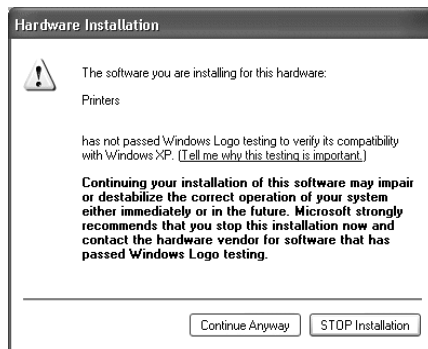 Hardware Installation
The software you are installing for this hardware:
Printers
has not passed Windows Logo testing to verify its compatibility
with Windows XP. (Tell me why this testing is important.)
Continuing your installation of this software may impair
or destabilize the correct operation of your system
either immediately or in the future. Microsoft strongly
recommends that you stop this installation now and
contact the hardware vendor for software that has
passed Windows Logo testing.
Continue Anyway
STOP Installation